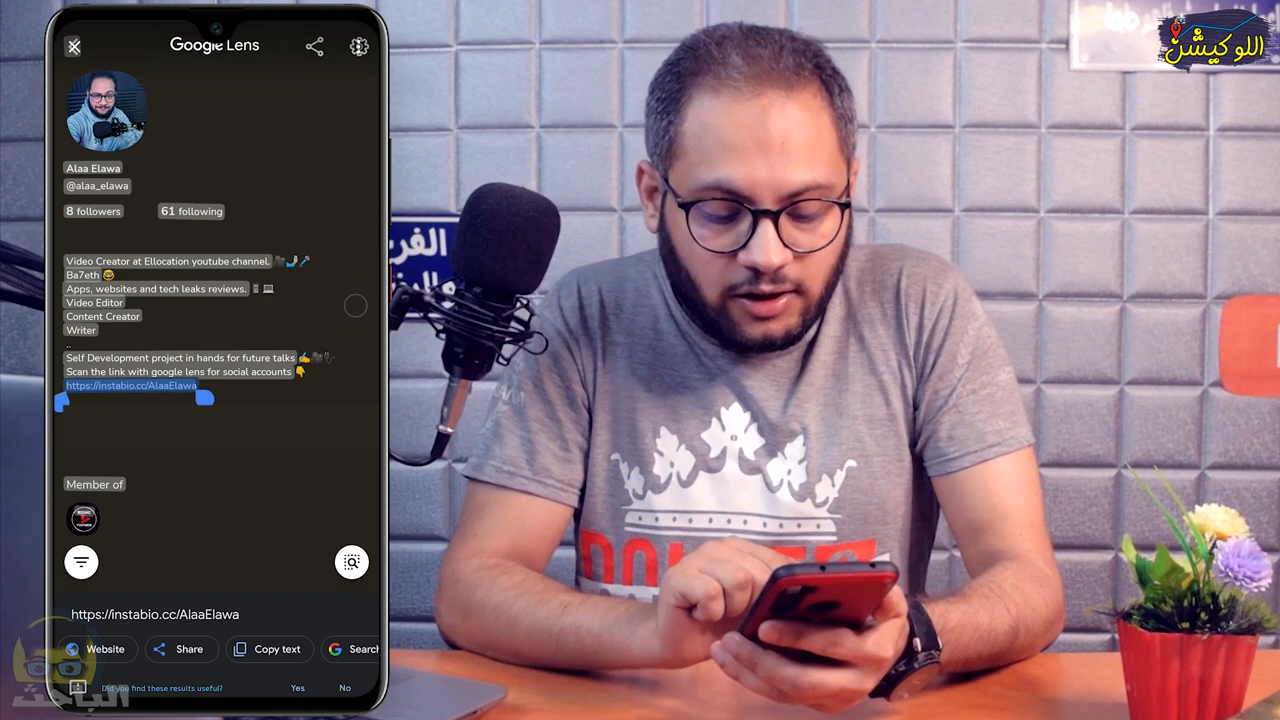 Google Lens
Alaa Elawa
@alaa_elawa
8 followers 61 following
Video Creator at Ellocation youtube channel.
Ba7eth
Apps, websites and tech leaks reviews.
Video Editor
Content Creator
Writer
..
Self Development project in hands for future talks
Scan the link with google lens for social accounts
https://instabio.cc/AlaaElawa
Member of
https://instabio.cc/AlaaElawa
Website Share Copy text Search
Did you find these results useful? Yes No
الباحث
اللوكيشن